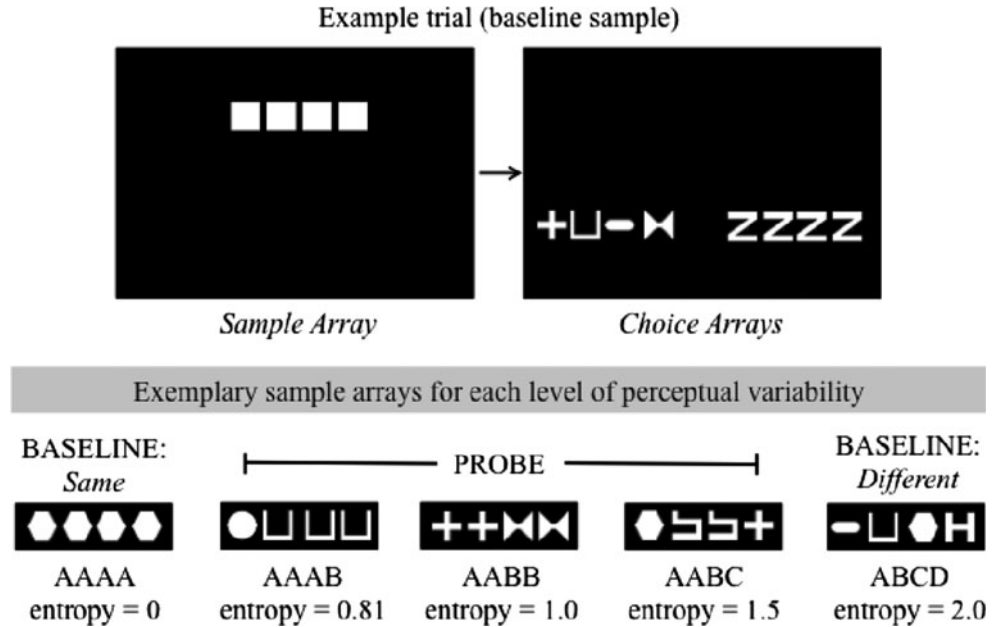 Example trial (baseline sample)
Sample Array
Choice Arrays
Exemplary sample arrays for each level of perceptual variability
BASELINE:
Same
PROBE
BASELINE:
Different
AAAA
entropy = 0
AAAB
entropy = 0.81
AABB
entropy = 1.0
AABC
entropy = 1.5
ABCD
entropy = 2.0